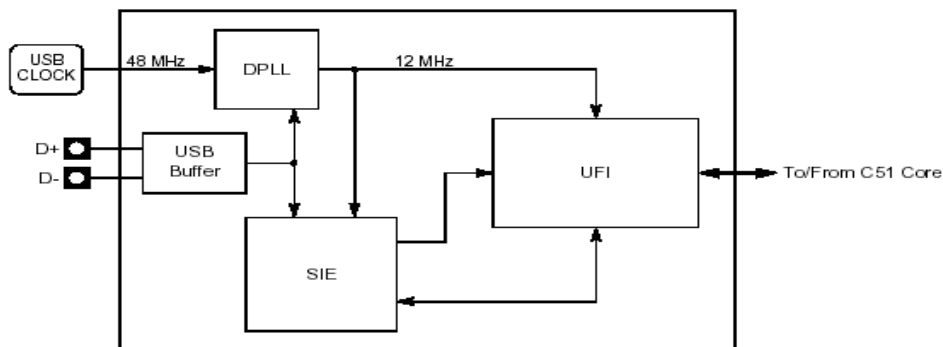 USB
CLOCK
48 MHz
DPLL
12 MHz
D+
D-
USB
Buffer
UFI
To/From C51 Core
SIE